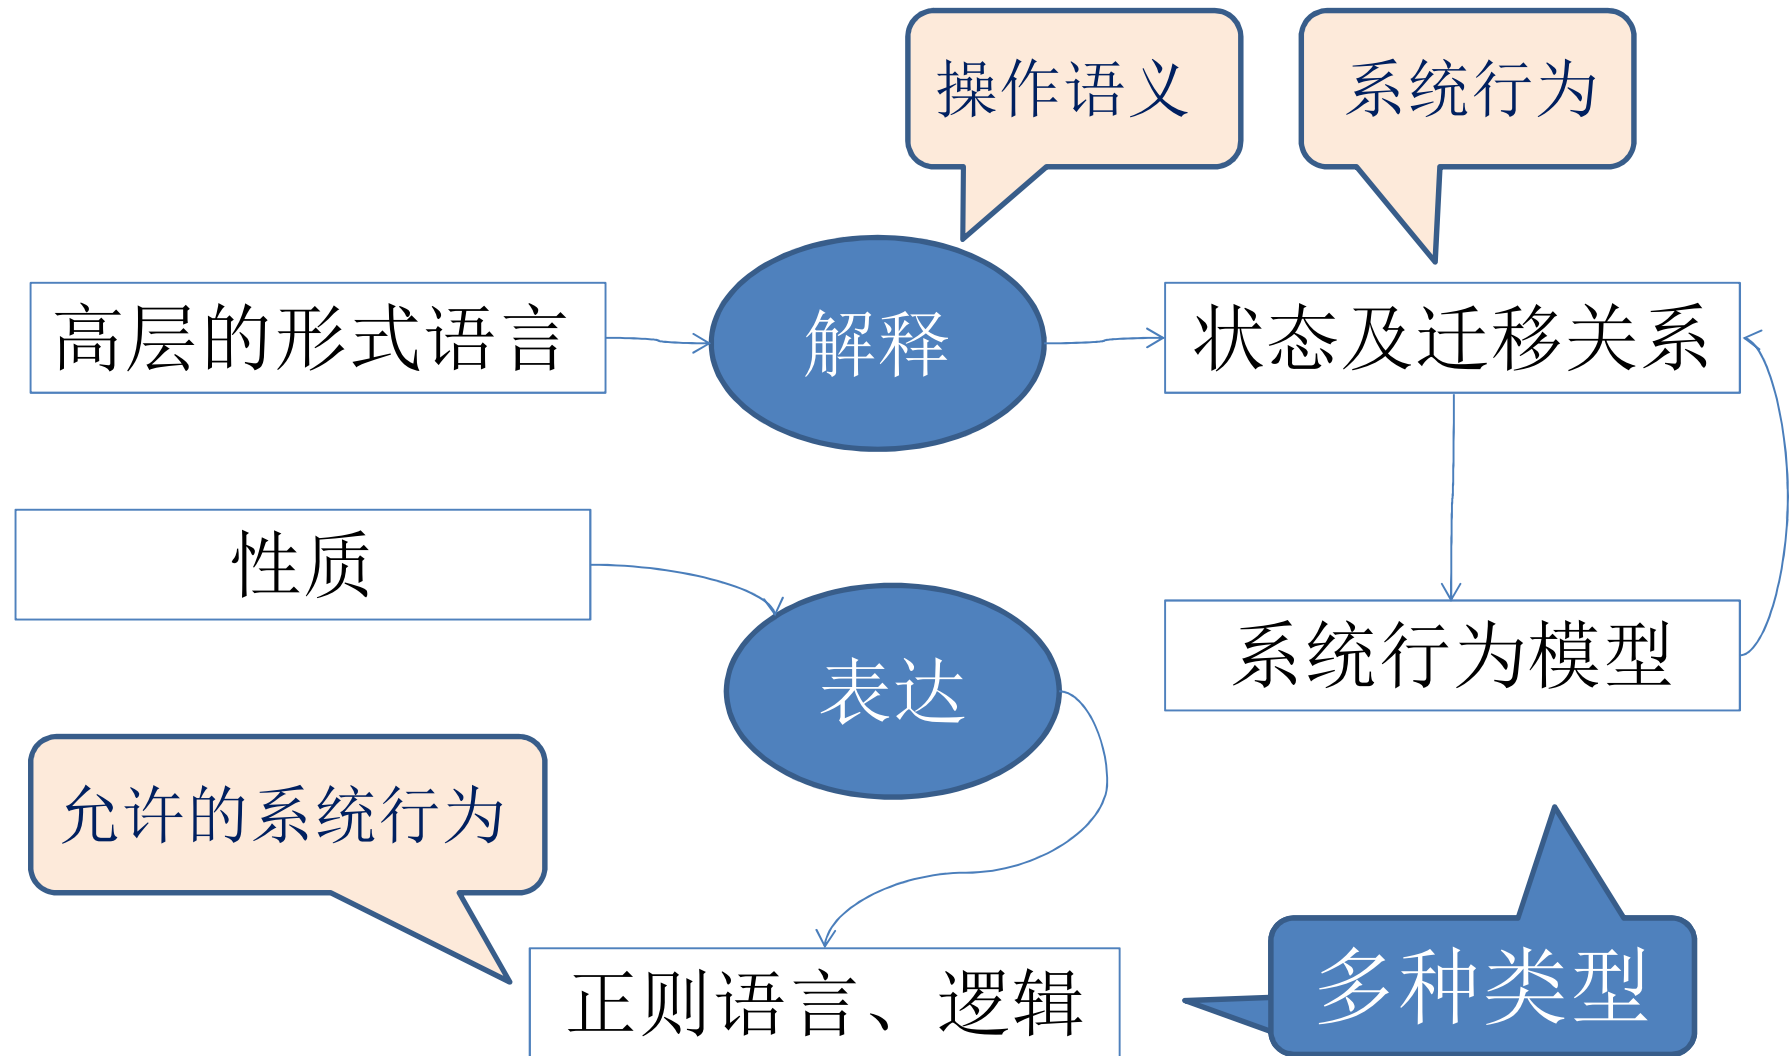 操作语义
系统行为
高层的形式语言
解释
状态及迁移关系
性质
表达
系统行为模型
允许的系统行为
正则语言、逻辑
多种类型